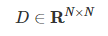 D ∈ R^{N×N}